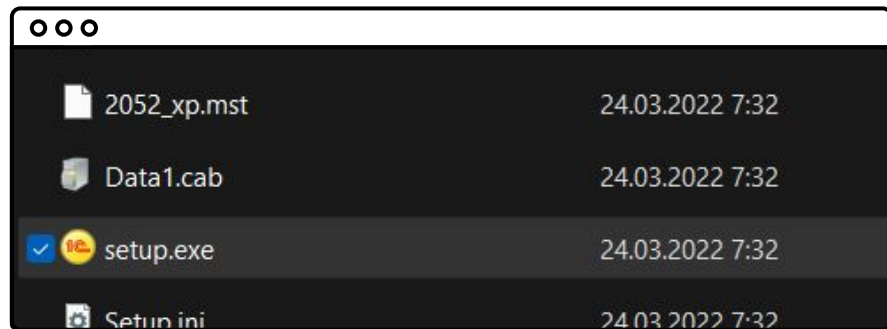 2052_xp.mst 24.03.2022 7:32
Data1.cab 24.03.2022 7:32
1С setup.exe 24.03.2022 7:32
Setup.ini 24.03.2022 7:32